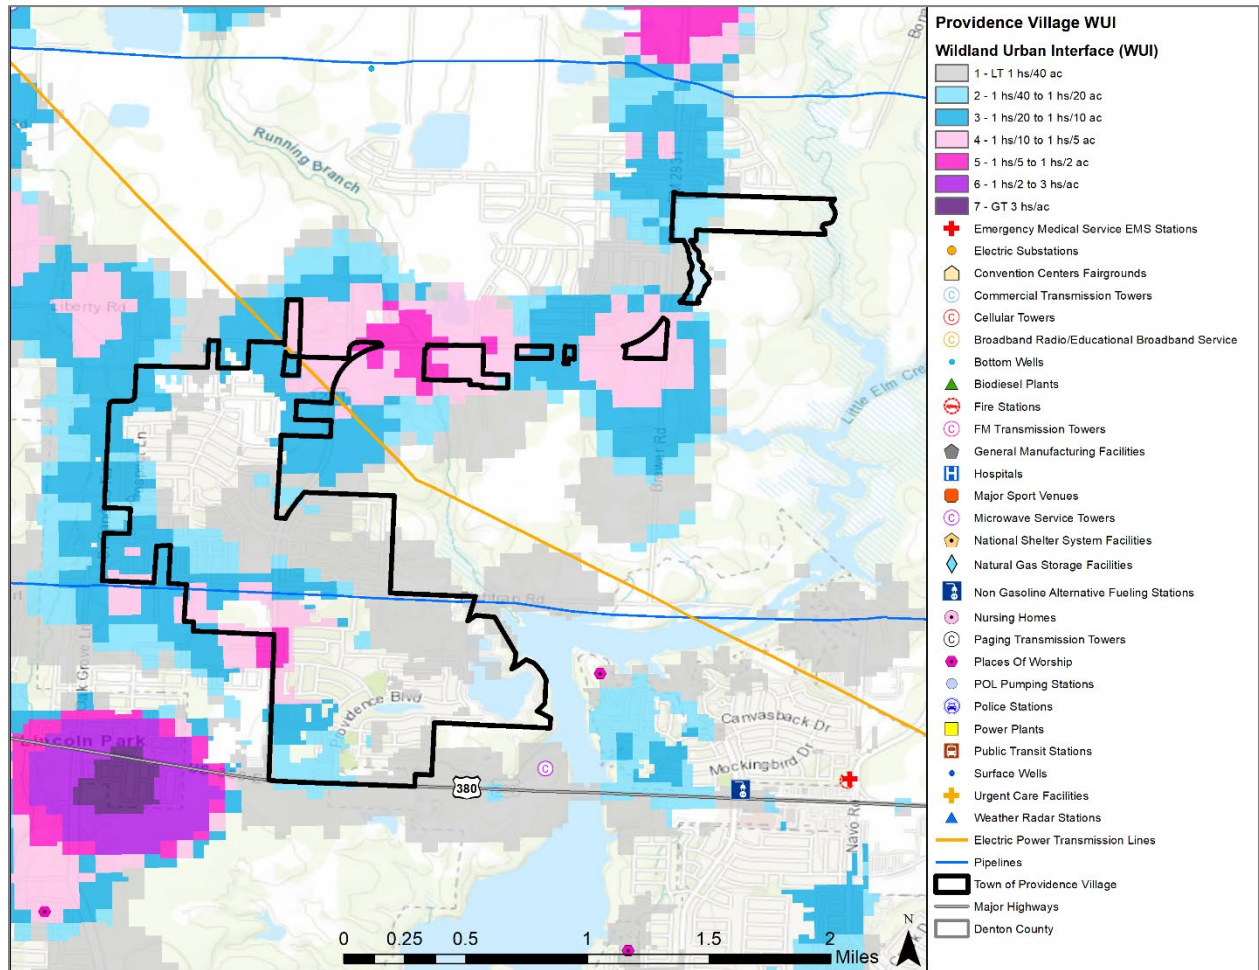 Running Branch
Liberty Rd
Little Elm Cre
Brewer Rd
Oak Grove Ln
Providence Blvd
Canvasback Dr
Mockingbird Dr
Lincoln Park
380
C
Navo Rd
N
0 0.25 0.5 1 1.5 2
Miles
Providence Village WUI
Wildland Urban Interface (WUI)
1 - LT 1 hs/40 ac
2 - 1 hs/40 to 1 hs/20 ac
3 - 1 hs/20 to 1 hs/10 ac
4 - 1 hs/10 to 1 hs/5 ac
5 - 1 hs/5 to 1 hs/2 ac
6 - 1 hs/2 to 3 hs/ac
7 - GT 3 hs/ac
Emergency Medical Service EMS Stations
Electric Substations
Convention Centers Fairgrounds
C Commercial Transmission Towers
C Cellular Towers
C Broadband Radio/Educational Broadband Service
Bottom Wells
Biodiesel Plants
Fire Stations
C FM Transmission Towers
General Manufacturing Facilities
H Hospitals
Major Sport Venues
C Microwave Service Towers
National Shelter System Facilities
Natural Gas Storage Facilities
Non Gasoline Alternative Fueling Stations
Nursing Homes
C Paging Transmission Towers
Places Of Worship
POL Pumping Stations
Police Stations
Power Plants
Public Transit Stations
Surface Wells
Urgent Care Facilities
Weather Radar Stations
Electric Power Transmission Lines
Pipelines
Town of Providence Village
Major Highways
Denton County